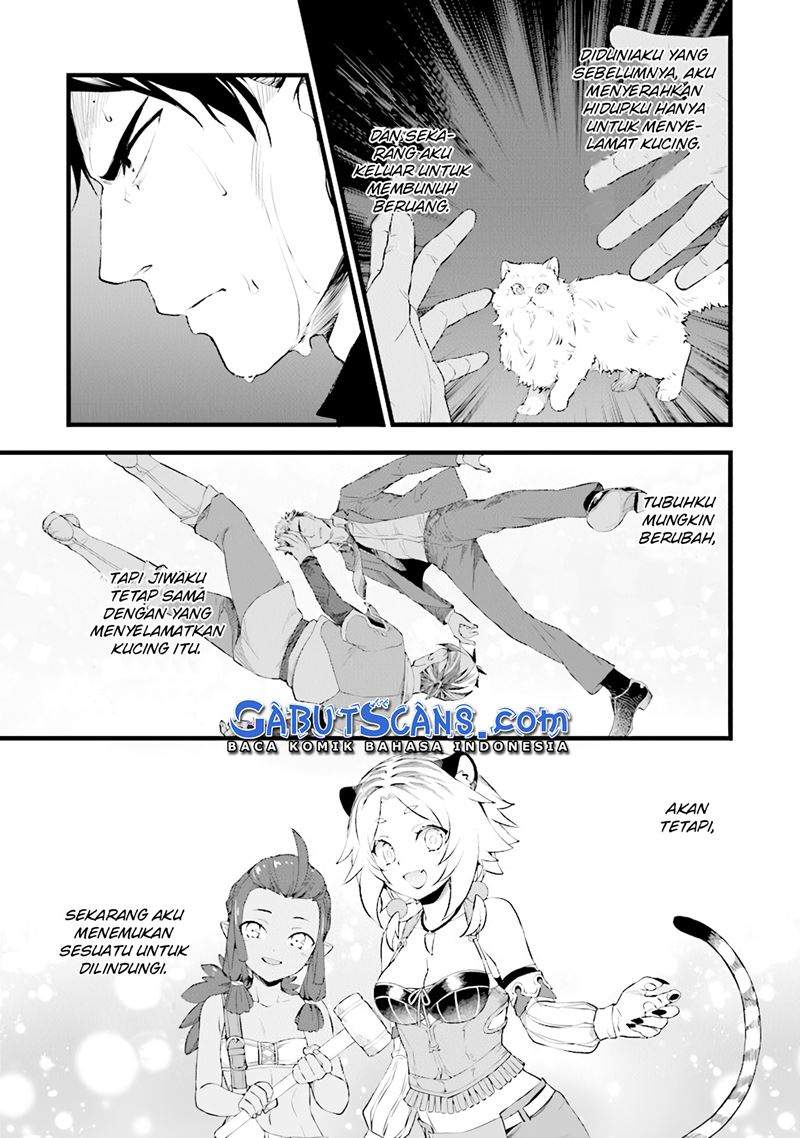 DIDUNIAKU YANG
SEBELUMNYA, AKU
MENYERAHKAN
HIDUPKU HANYA
UNTUK MENYE-
LAMAT KUCING.
DAN SEKA-
RANG AKU
KELUAR UNTUK
MEMBUNUH
BERUANG.
TUBUHKU
MUNGKIN
BERUBAH,
TAPI JIWAKU
TETAP SAMA
DENGAN YANG
MENYELAMATKAN
KUCING ITU.
GABUTSCANS.COM
BACA KOMIK BAHASA INDONESIA
AKAN
TETAPI,
SEKARANG AKU
MENEMUKAN
SESUATU UNTUK
DILINDUNGI.